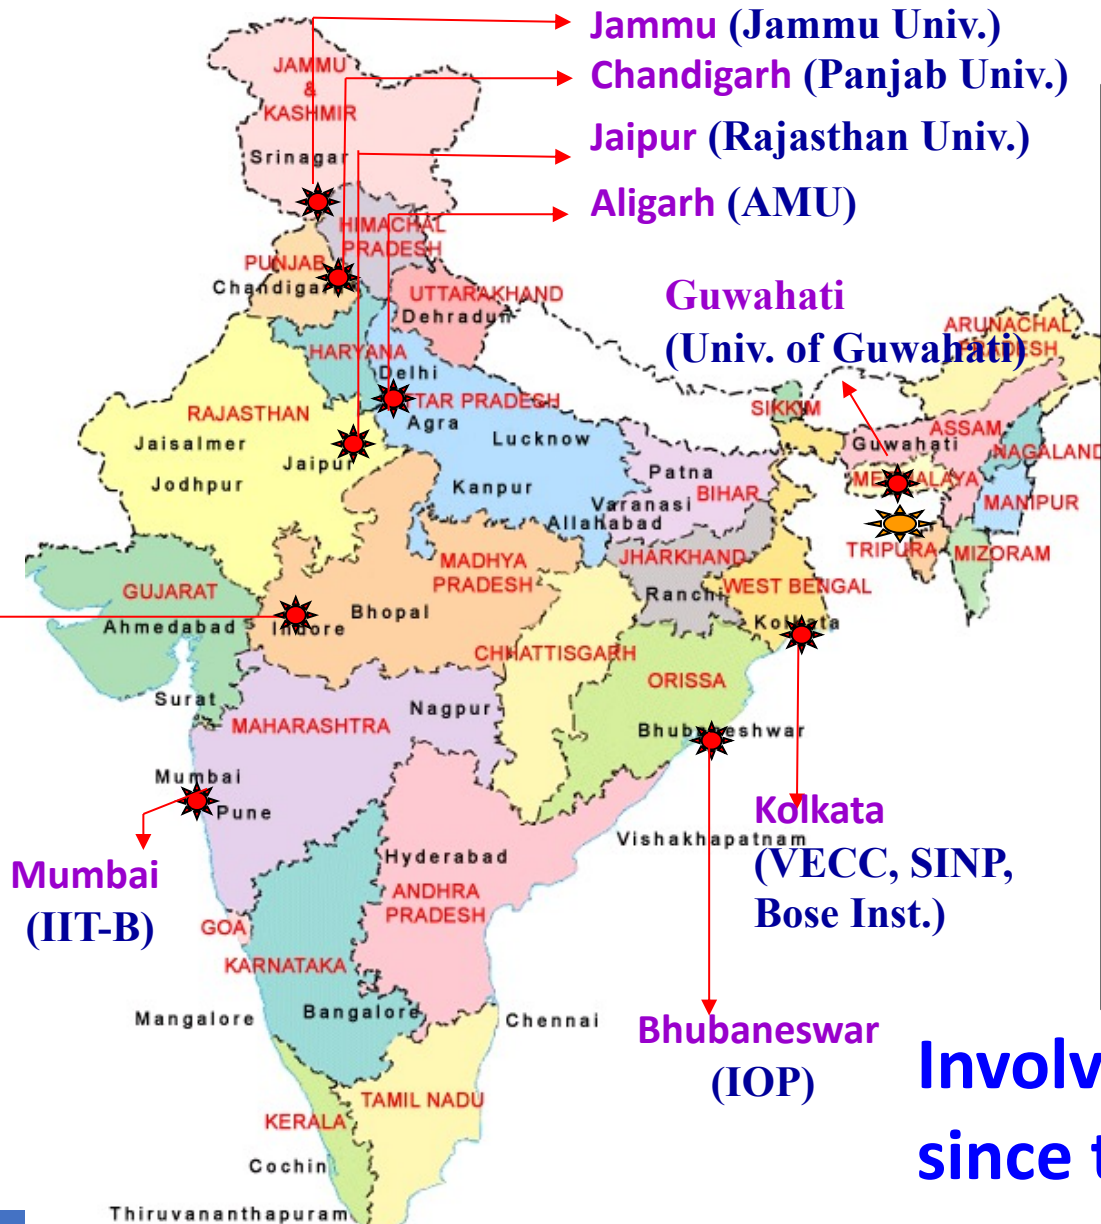 Jammu (Jammu Univ.)
Chandigarh (Panjab Univ.)
Jaipur (Rajasthan Univ.)
Aligarh (AMU)
Guwahati
(Univ. of Guwahati)
JAMMU
&
KASHMIR
Srinagar
HIMACHAL
PRADESH
PUNJAB
Chandigarh
UTTARAKHAND
Dehradun
HARYANA
Delhi
UTTAR PRADESH
Agra
Lucknow
RAJASTHAN
Jaisalmer
Jaipur
Jodhpur
Kanpur
ARUNACHAL
PRADESH
SIKKIM
ASSAM
Guwahati
NAGALAND
MEGHALAYA
MANIPUR
TRIPURA
MIZORAM
Patna
Varanasi
BIHAR
Allahabad
MADHYA
PRADESH
JHARKHAND
Ranchi
WEST BENGAL
Kolkata
GUJARAT
Ahmedabad
s
Indore
Bhopal
CHHATTISGARH
ORISSA
Surat
MAHARASHTRA
Nagpur
Bhubaneshwar
Mumbai
Pune
Vishakhapatnam
Hyderabad
ANDHRA
PRADESH
Mumbai
(IIT-B)
Kolkata
(VECC, SINP,
Bose Inst.)
GOA
KARNATAKA
Mangalore
Bangalore
Chennai
Bhubaneswar
(IOP)
TAMIL NADU
KERALA
Cochin
Thiruvananthapuram
Involv
since t